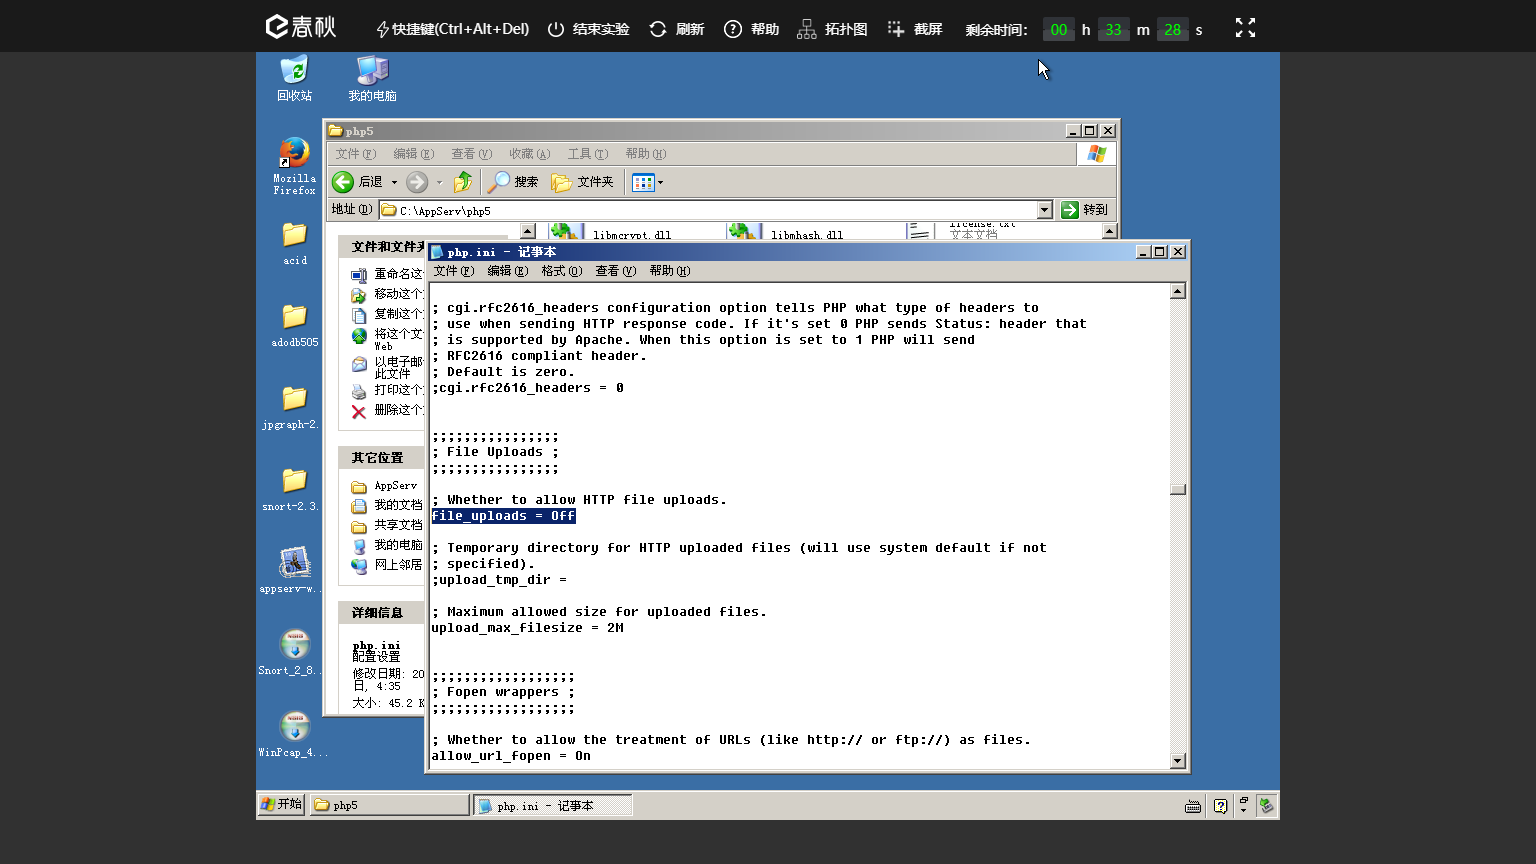 春秋
快捷键(Ctrl+Alt+Del)
结束实验
刷新
帮助
拓扑图
截屏
剩余时间:
00 h 33 m 28 s
回收站
我的电脑
Mozilla
Firefox
acid
adodb505
jpgraph-2.
snort-2.3.
appserv-w..
Snort_2_8..
WinPcap_4...
php5
文件(F) 编辑(E) 查看(V) 收藏(A) 工具(T) 帮助(H)
后退
搜索
文件夹
地址(D)
C:\AppServ\php5
转到
文件和文件夹
libmcrypt.dll
libmhash.dll
license.txt
文本文档
重命名这个
移动这个
复制这个
将这个文
Web
以电子邮
此文件
打印这个
删除这个
其它位置
AppServ
我的文档
共享文档
我的电脑
网上邻居
详细信息
php.ini
配置设置
修改日期: 20
日, 4:35
大小: 45.2 K
php.ini - 记事本
文件(F) 编辑(E) 格式(O) 查看(V) 帮助(H)
; cgi.rfc2616_headers configuration option tells PHP what type of headers to
; use when sending HTTP response code. If it's set 0 PHP sends Status: header that
; is supported by Apache. When this option is set to 1 PHP will send
; RFC2616 compliant header.
; Default is zero.
;cgi.rfc2616_headers = 0
;;;;;;;;;;;;;;;;
; File Uploads ;
;;;;;;;;;;;;;;;;
; Whether to allow HTTP file uploads.
file_uploads = Off
; Temporary directory for HTTP uploaded files (will use system default if not
; specified).
;upload_tmp_dir =
; Maximum allowed size for uploaded files.
upload_max_filesize = 2M
;;;;;;;;;;;;;;;;;;
; Fopen wrappers ;
;;;;;;;;;;;;;;;;;;
; Whether to allow the treatment of URLs (like http:// or ftp://) as files.
allow_url_fopen = On
开始
php5
php.ini - 记事本